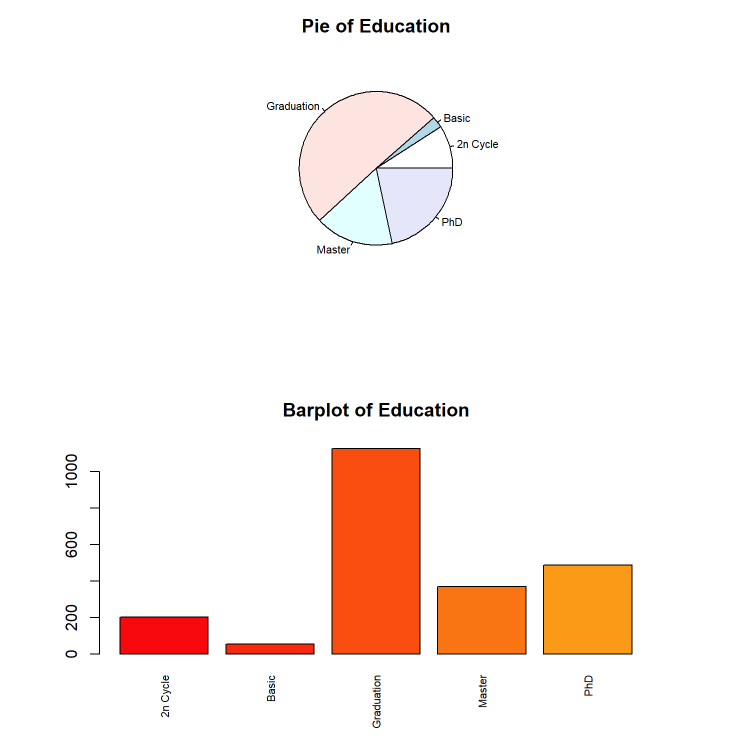 Pie of Education
Graduation
Basic
2n Cycle
PhD
Master
Barplot of Education
1000
600
200
0
2n Cycle
Basic
Graduation
Master
PhD